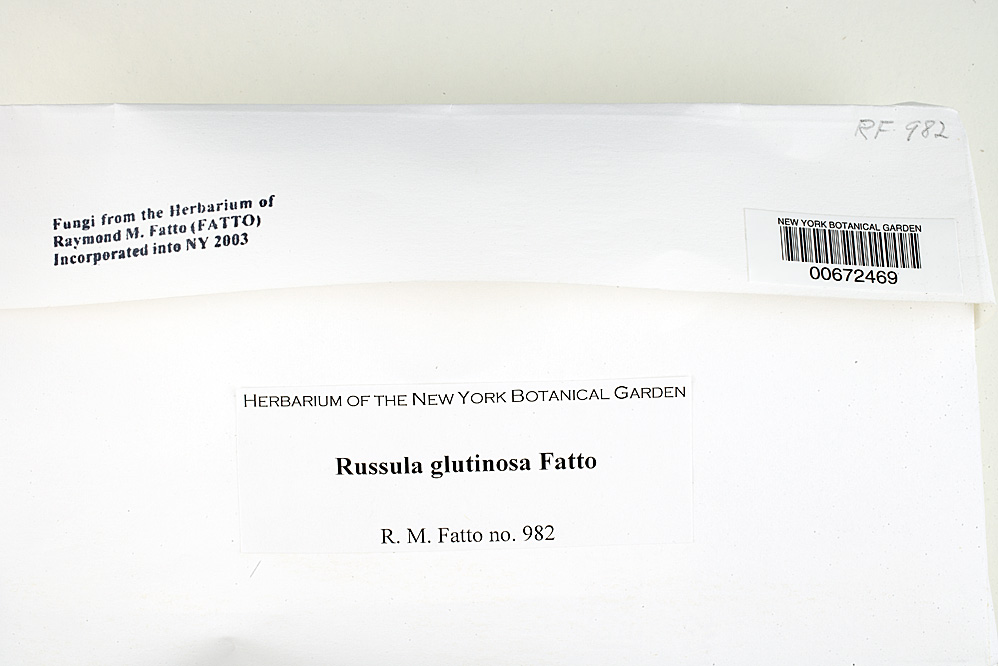 RF 982
Fungi from the Herbarium of
Raymond M. Fatto (FATTO)
Incorporated into NY 2003
NEW YORK BOTANICAL GARDEN
00672469
HERBARIUM OF THE NEW YORK BOTANICAL GARDEN
Russula glutinosa Fatto
R. M. Fatto no. 982